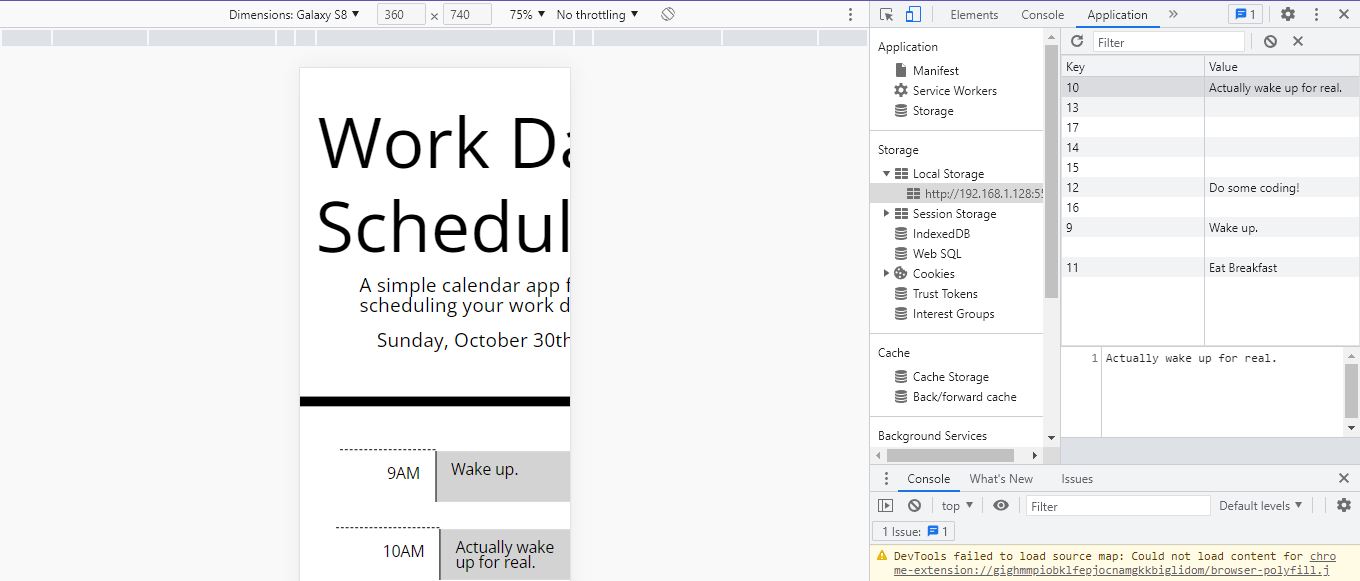 Dimensions: Galaxy S8 ▼ 360 × 740 75% ▼ No throttling ▼
Work Da
Schedul
A simple calendar app f
scheduling your work d
Sunday, October 30th
9AM Wake up.
10AM Actually wake
up for real.
Elements Console Application » 1
Application
Manifest
Service Workers
Storage
Storage
Local Storage
http://192.168.1.128:55
Session Storage
IndexedDB
Web SQL
Cookies
Trust Tokens
Interest Groups
Cache
Cache Storage
Back/forward cache
Background Services
Filter
Key Value
10 Actually wake up for real.
13
17
14
15
12 Do some coding!
16
9 Wake up.
11 Eat Breakfast
1 Actually wake up for real.
Console What's New Issues
top ▼ Filter Default levels ▼
1 Issue: 1
DevTools failed to load source map: Could not load content for chro
me-extension://gighmmpiobklfepjocnamgkkbiglidom/browser-polyfill.j